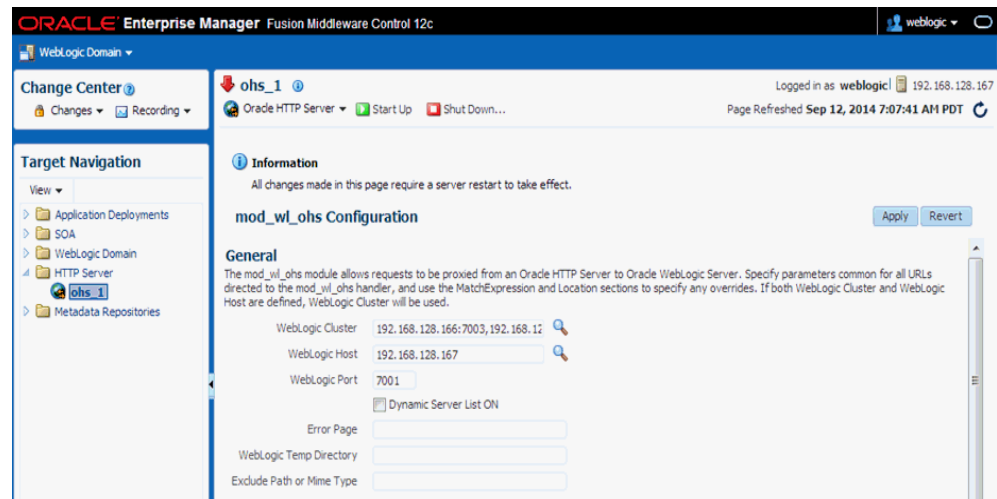 ORACLE Enterprise Manager Fusion Middleware Control 12c
weblogic
WebLogic Domain
Change Center
Changes Recording
Target Navigation
View
Application Deployments
SOA
WebLogic Domain
HTTP Server
ohs_1
Metadata Repositories
ohs_1
Logged in as weblogic 192.168.128.167
Oracle HTTP Server Start Up Shut Down...
Page Refreshed Sep 12, 2014 7:07:41 AM PDT
Information
All changes made in this page require a server restart to take effect.
mod_wl_ohs Configuration
Apply Revert
General
The mod_wl_ohs module allows requests to be proxied from an Oracle HTTP Server to Oracle WebLogic Server. Specify parameters common for all URLs
directed to the mod_wl_ohs handler, and use the MatchExpression and Location sections to specify any overrides. If both WebLogic Cluster and WebLogic
Host are defined, WebLogic Cluster will be used.
WebLogic Cluster 192.168.128.166:7003,192.168.12
WebLogic Host 192.168.128.167
WebLogic Port 7001
Dynamic Server List ON
Error Page
WebLogic Temp Directory
Exclude Path or Mime Type